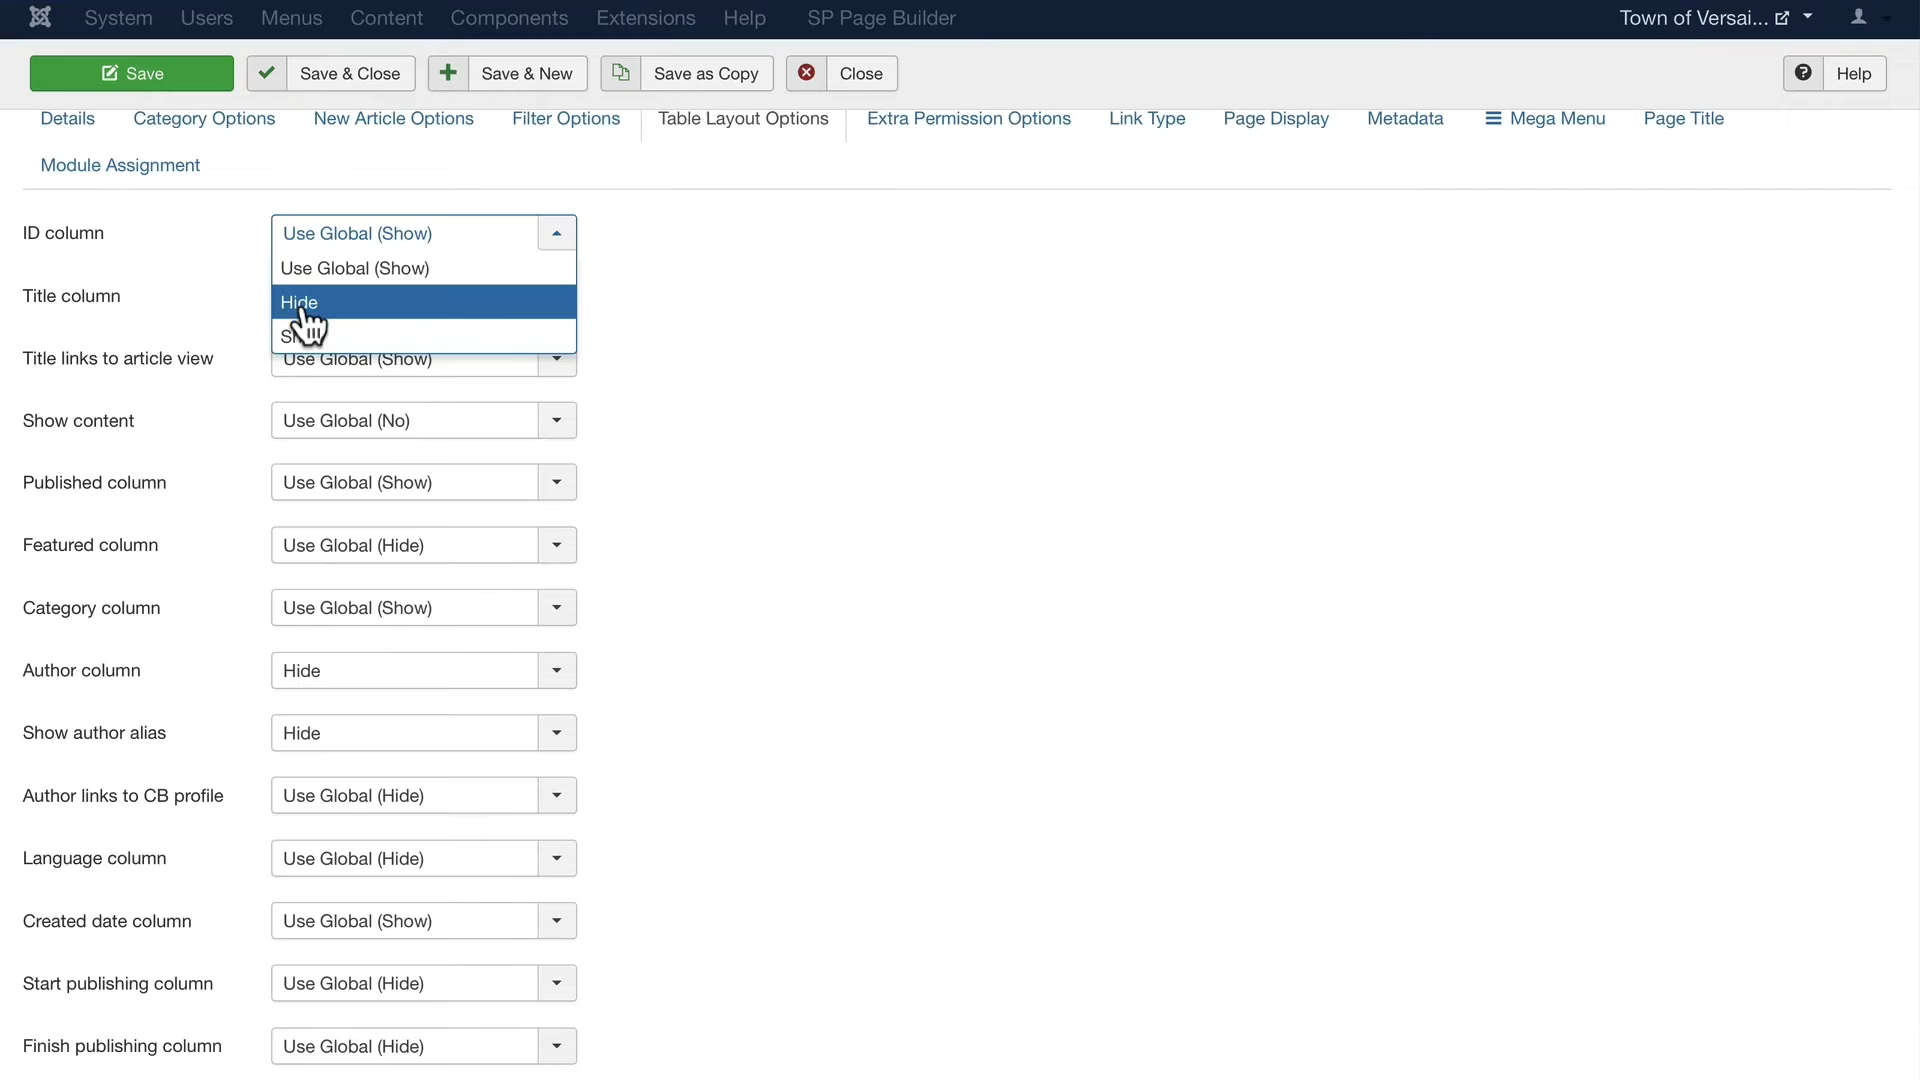 System Users Menus Content Components Extensions Help SP Page Builder Town of Versai...
Save Save & Close Save & New Save as Copy Close Help
Details Category Options New Article Options Filter Options Table Layout Options Extra Permission Options Link Type Page Display Metadata Mega Menu Page Title
Module Assignment
ID column Use Global (Show)
Use Global (Show)
Title column Hide
Title links to article view Use Global (Show)
Show content Use Global (No)
Published column Use Global (Show)
Featured column Use Global (Hide)
Category column Use Global (Show)
Author column Hide
Show author alias Hide
Author links to CB profile Use Global (Hide)
Language column Use Global (Hide)
Created date column Use Global (Show)
Start publishing column Use Global (Hide)
Finish publishing column Use Global (Hide)